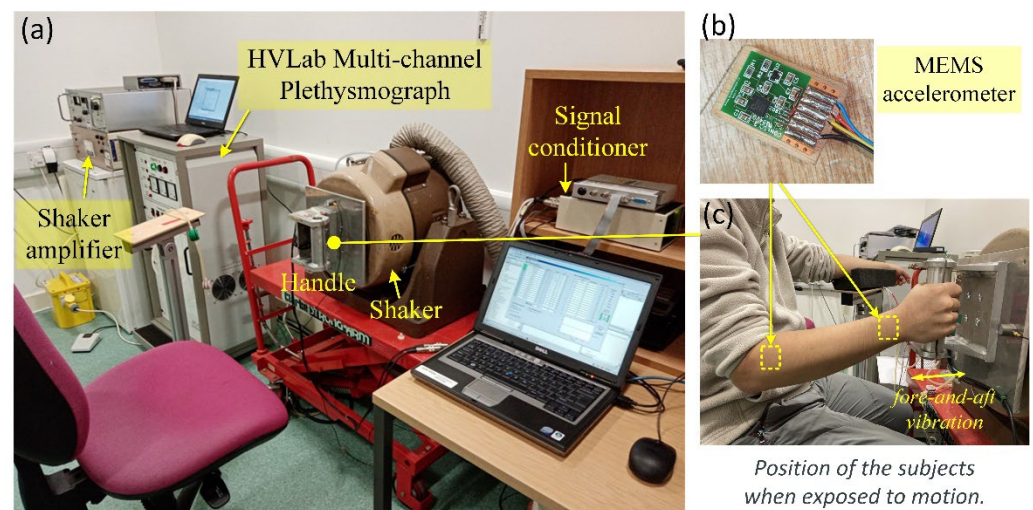 (a)
HVLab Multi-channel
Plethysmograph
Shaker
amplifier
Handle
Shaker
Signal
conditioner
DELL
(b)
MEMS
accelerometer
(c)
fore-and-aft
vibration
Position of the subjects
when exposed to motion.